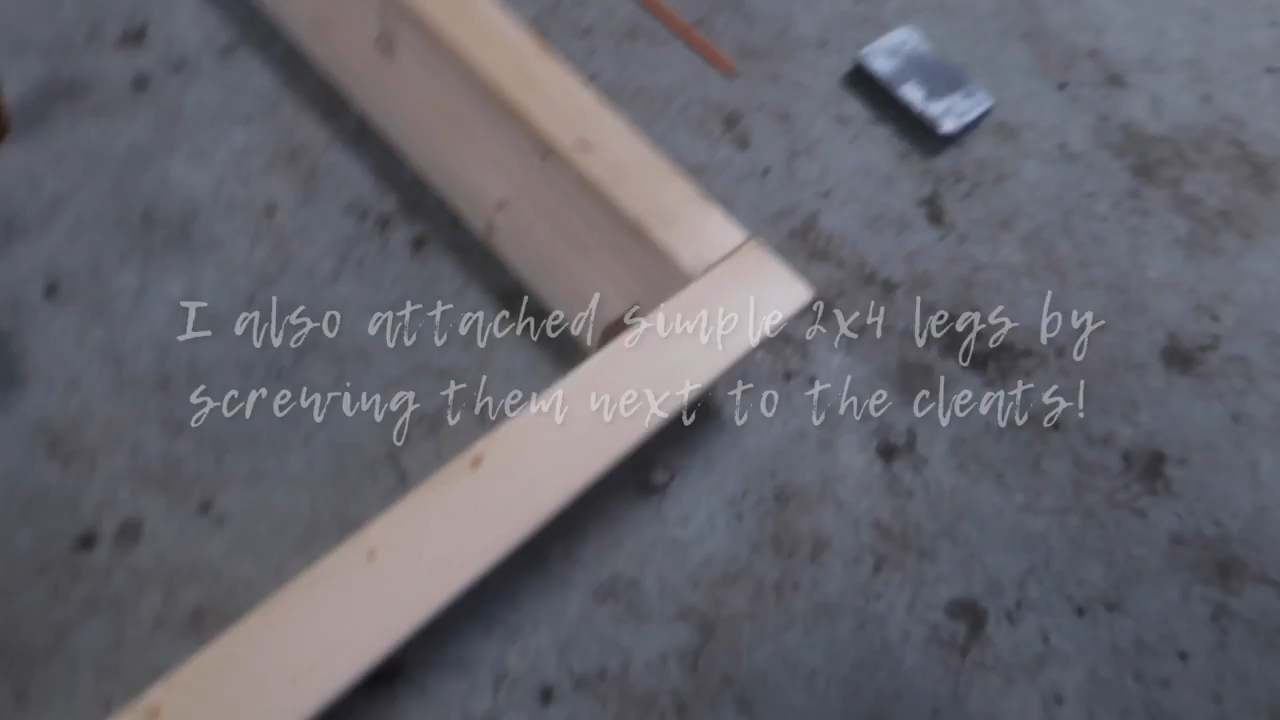 I also attached simple 2x4 legs by
screwing them next to the cleats!